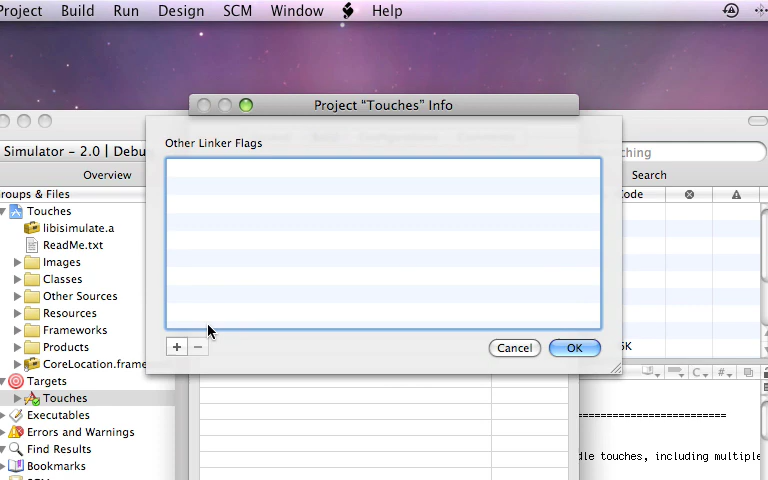 Project Build Run Design SCM Window Help
Project “Touches” Info
Other Linker Flags
Simulator – 2.0 | Debu
ching
Overview
Search
roups & Files
ode
Touches
libisimulate.a
ReadMe.txt
Images
Classes
Other Sources
Resources
Frameworks
Products
CoreLocation.frame
Targets
Touches
Executables
Errors and Warnings
Find Results
Bookmarks
+ −
Cancel
OK
K
C
#
=========================
dle touches, including multiple